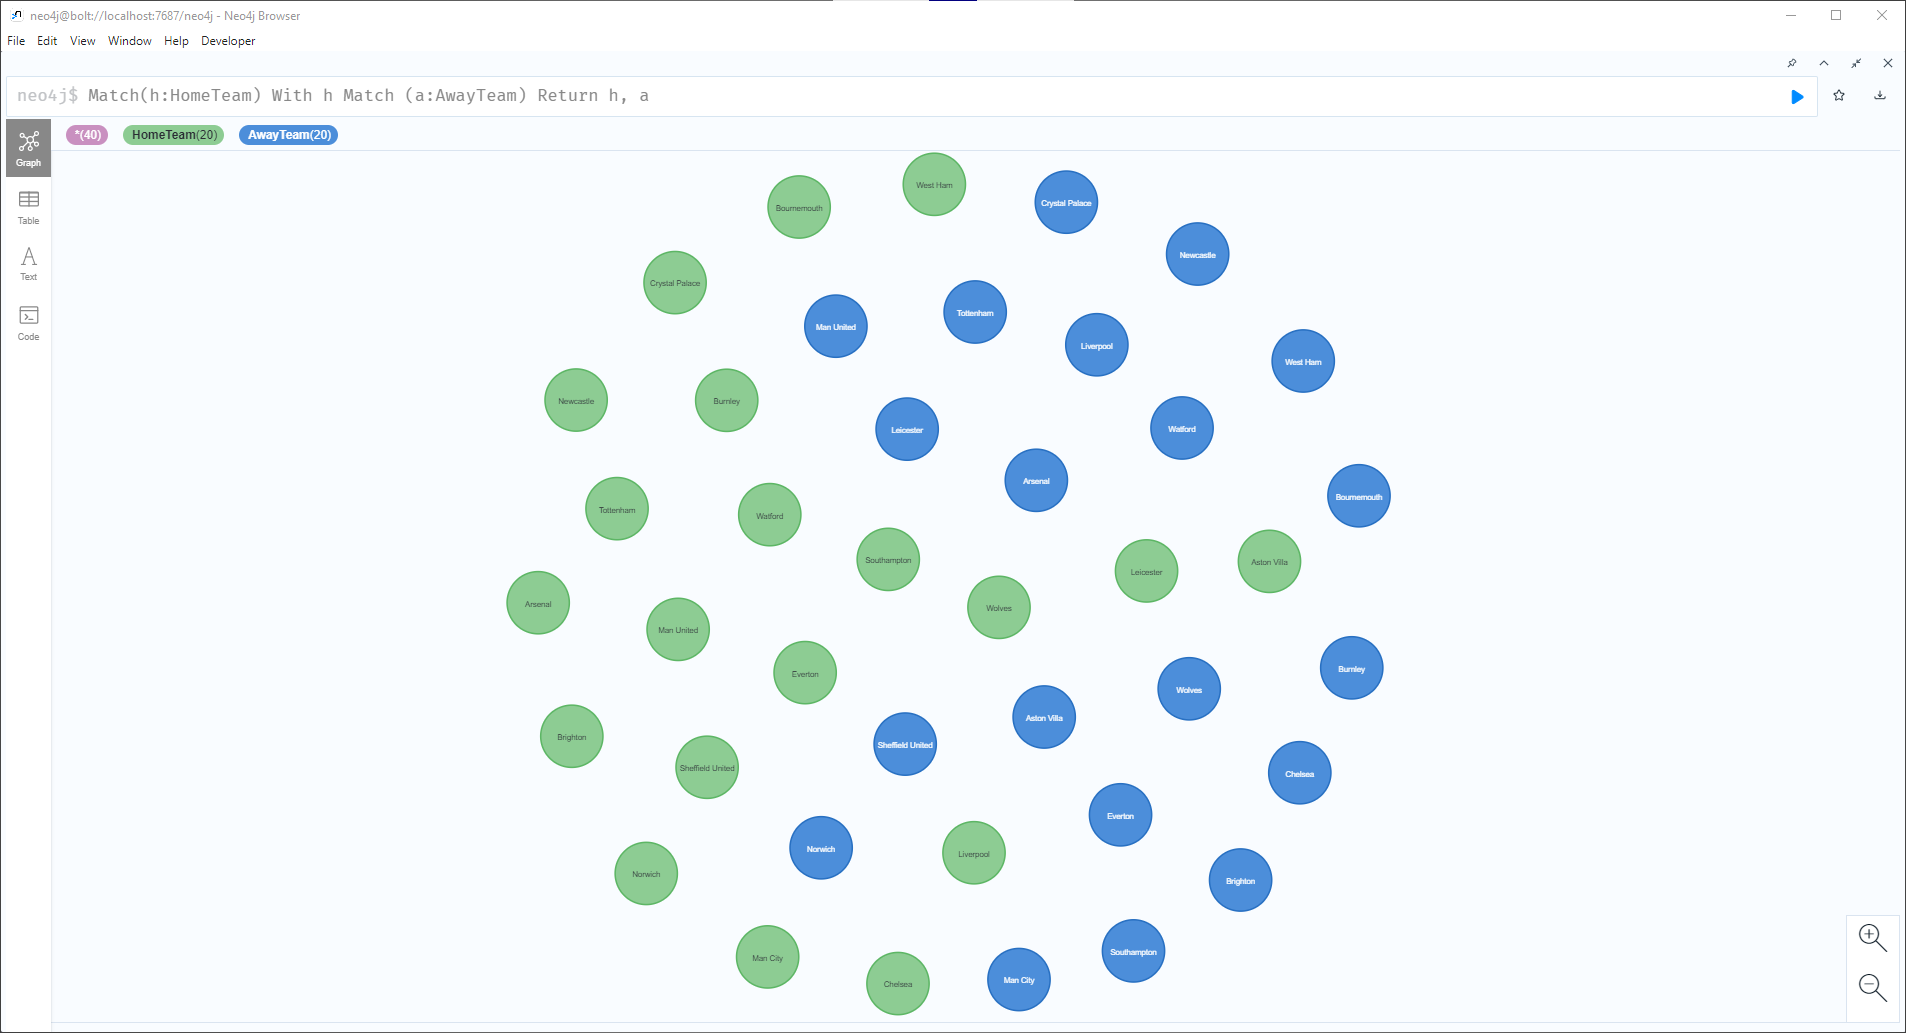 neo4j@bolt://localhost:7687/neo4j - Neo4j Browser
File Edit View Window Help Developer
neo4j$ Match(h:HomeTeam) With h Match (a:AwayTeam) Return h, a
*(40) HomeTeam(20) AwayTeam(20)
Graph
Table
Text
Code
West Ham
Crystal Palace
Bournemouth
Newcastle
Crystal Palace
Tottenham
Man United
Liverpool
West Ham
Newcastle
Burnley
Leicester
Watford
Arsenal
Bournemouth
Tottenham
Watford
Southampton
Aston Villa
Leicester
Arsenal
Wolves
Man United
Burnley
Everton
Wolves
Aston Villa
Brighton
Sheffield United
Sheffield United
Chelsea
Everton
Norwich
Liverpool
Norwich
Brighton
Southampton
Man City
Man City
Chelsea